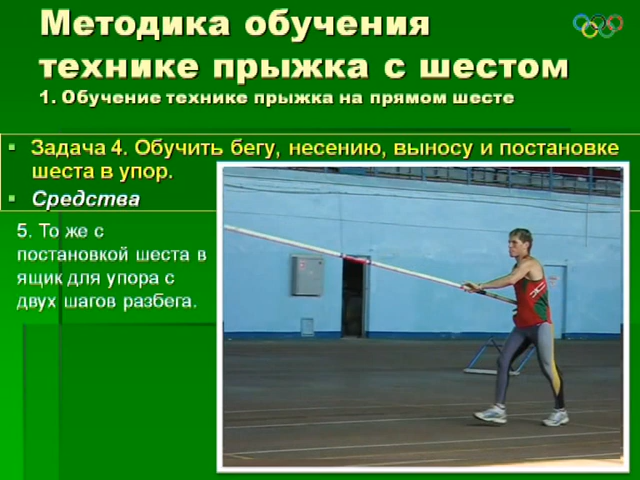 Методика обучения
технике прыжка с шестом
1. Обучение технике прыжка на прямом шесте
Задача 4. Обучить бегу, несению, выносу и постановке
шеста в упор.
Средства
5. То же с
постановкой шеста в
ящик для упора с
двух шагов разбега.